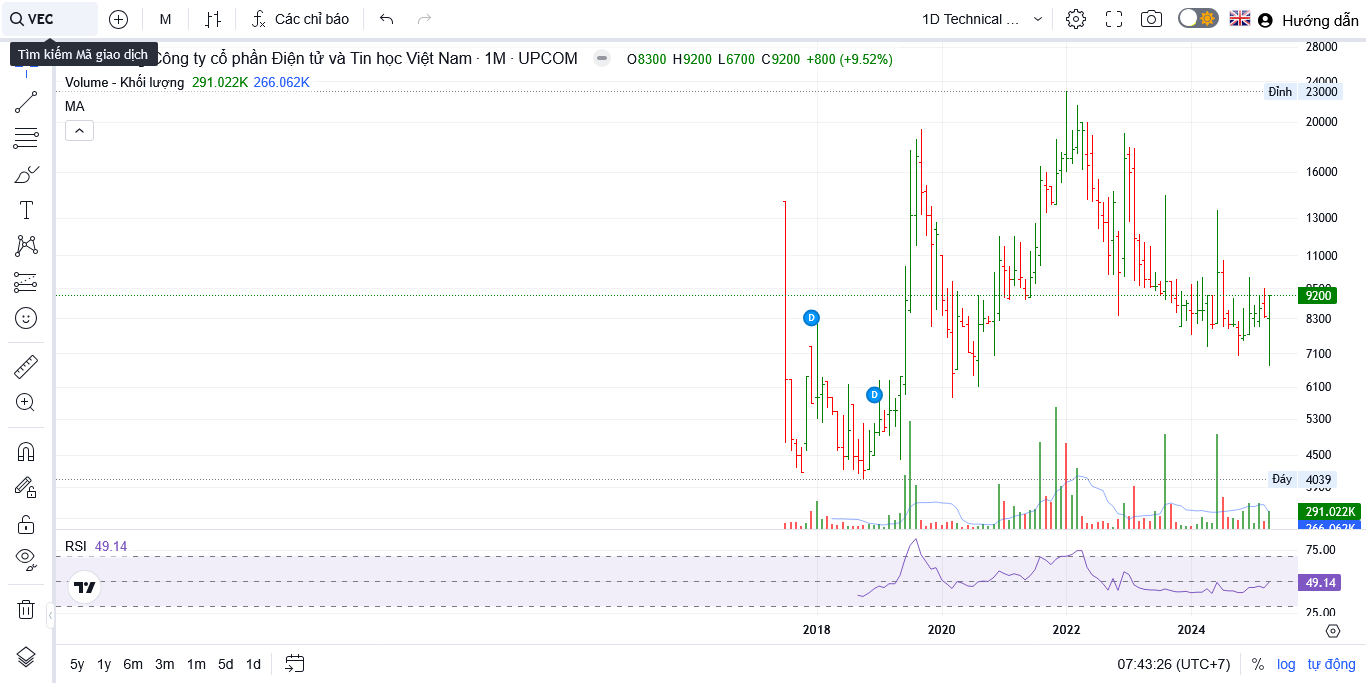 VEC
M
Các chỉ báo
1D Technical ...
Hướng dẫn
Tìm kiếm Mã giao dịch
Công ty cổ phần Điện tử và Tin học Việt Nam · 1M · UPCOM
O8300 H9200 L6700 C9200 +800 (+9.52%)
Volume - Khối lượng 291.022K 266.062K
MA
28000
24000
Đỉnh 23000
20000
16000
13000
11000
9200
8300
7100
6100
5300
4500
Đáy 4039
291.022K
266.062K
D
D
RSI 49.14
75.00
49.14
25.00
2018 2020 2022 2024
5y 1y 6m 3m 1m 5d 1d
07:43:26 (UTC+7) % log tự động